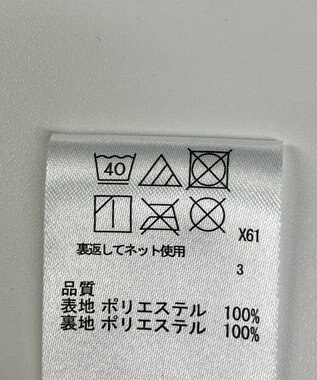 40
X61
裏返してネット使用
3
品質
表地 ポリエステル 100%
裏地 ポリエステル 100%